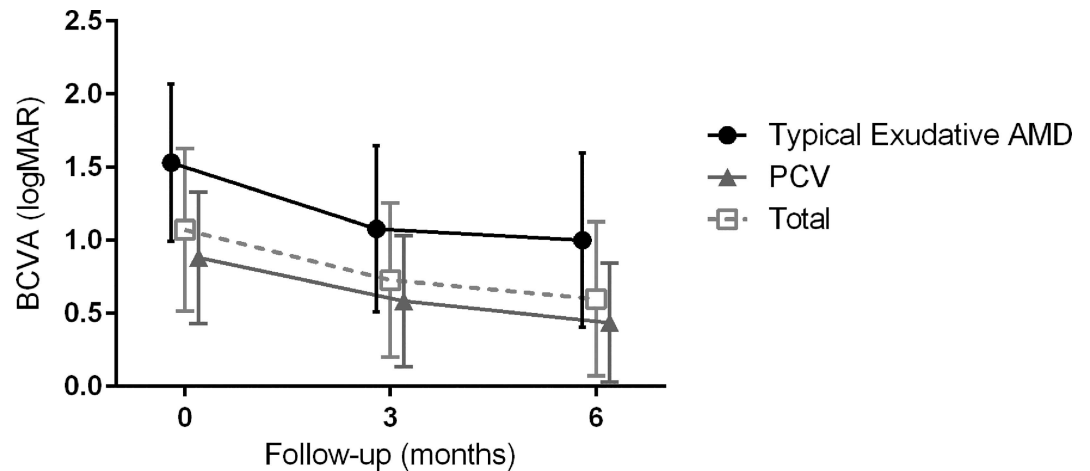 2.5
2.0
1.5
1.0
0.5
0.0
BCVA (logMAR)
0 3 6
Follow-up (months)
Typical Exudative AMD
PCV
Total